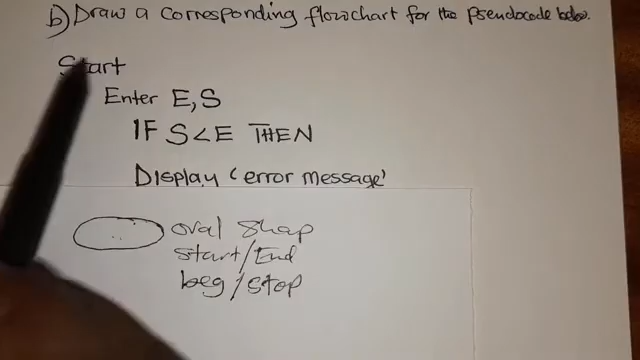 b) Draw a corresponding flowchart for the pseudocode below.
Start
Enter E,S
IF S<E THEN
Display 'error message'
oval shap
start/End
beg/stop